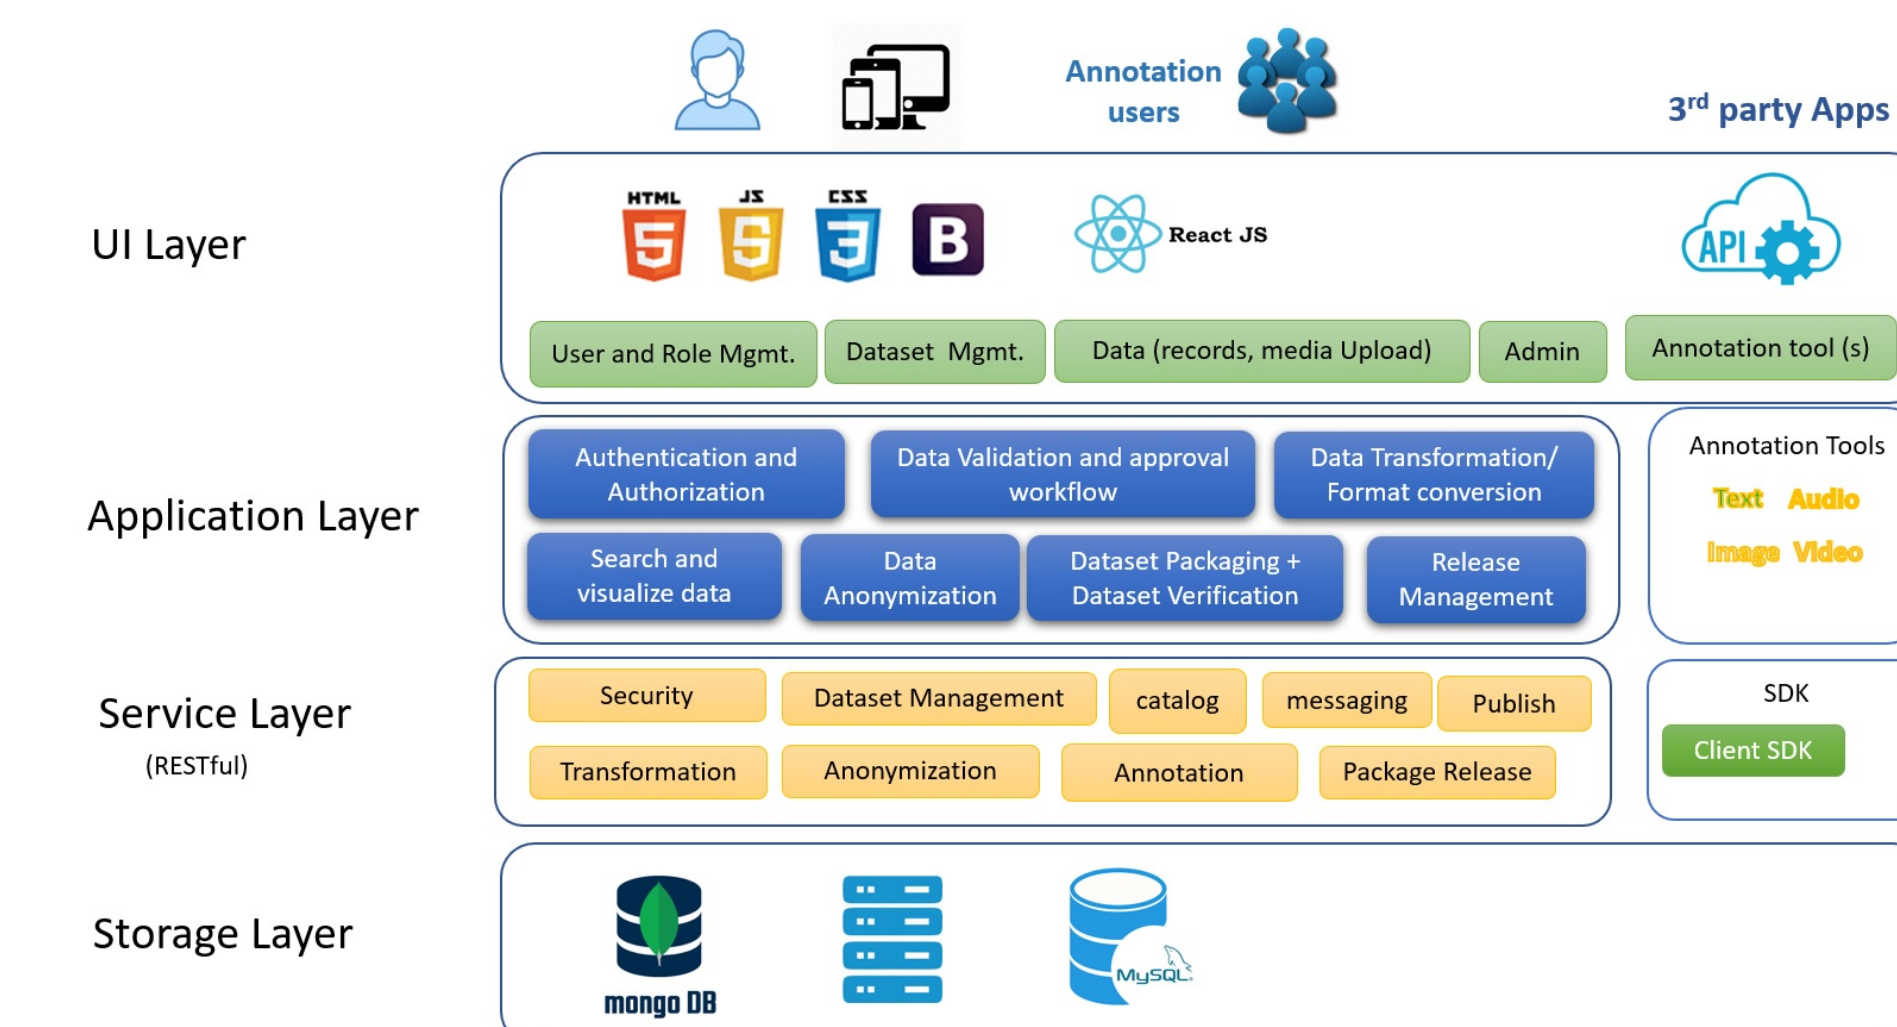 Annotation
users
3rd party Apps
UI Layer
HTML
JS
CSS
5
5
3
B
React JS
API
User and Role Mgmt.
Dataset Mgmt.
Data (records, media Upload)
Admin
Annotation tool (s)
Application Layer
Authentication and
Authorization
Data Validation and approval
workflow
Data Transformation/
Format conversion
Search and
visualize data
Data
Anonymization
Dataset Packaging +
Dataset Verification
Release
Management
Annotation Tools
Text Audio
Image Video
Service Layer
(RESTful)
Security
Dataset Management
catalog
messaging
Publish
Transformation
Anonymization
Annotation
Package Release
SDK
Client SDK
Storage Layer
mongo DB
MySQL